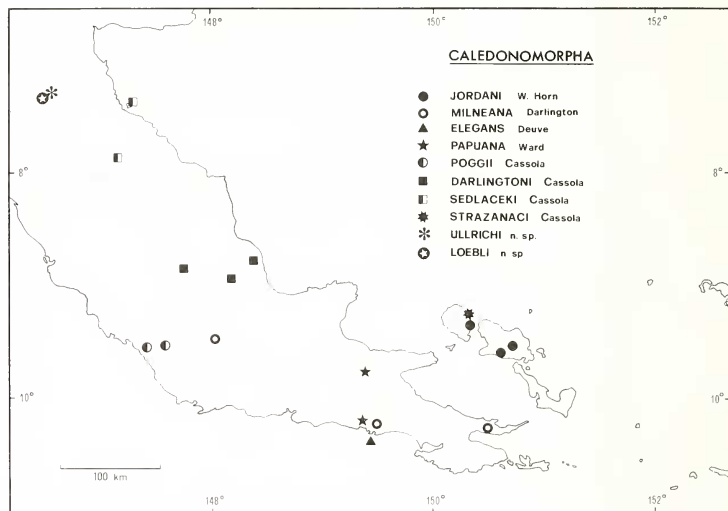 148° 150° 152°
CALEDONOMORPHA
JORDANI W. Horn
MILNEANA Darlington
ELEGANS Deuve
PAPUANA Ward
POGGII Cassola
DARLINGTONI Cassola
SEDLACEKI Cassola
STRAZANACI Cassola
ULLRICHI n. sp.
LOEBLI n sp
8° 8°
10° 10°
100 km
148° 150° 152°